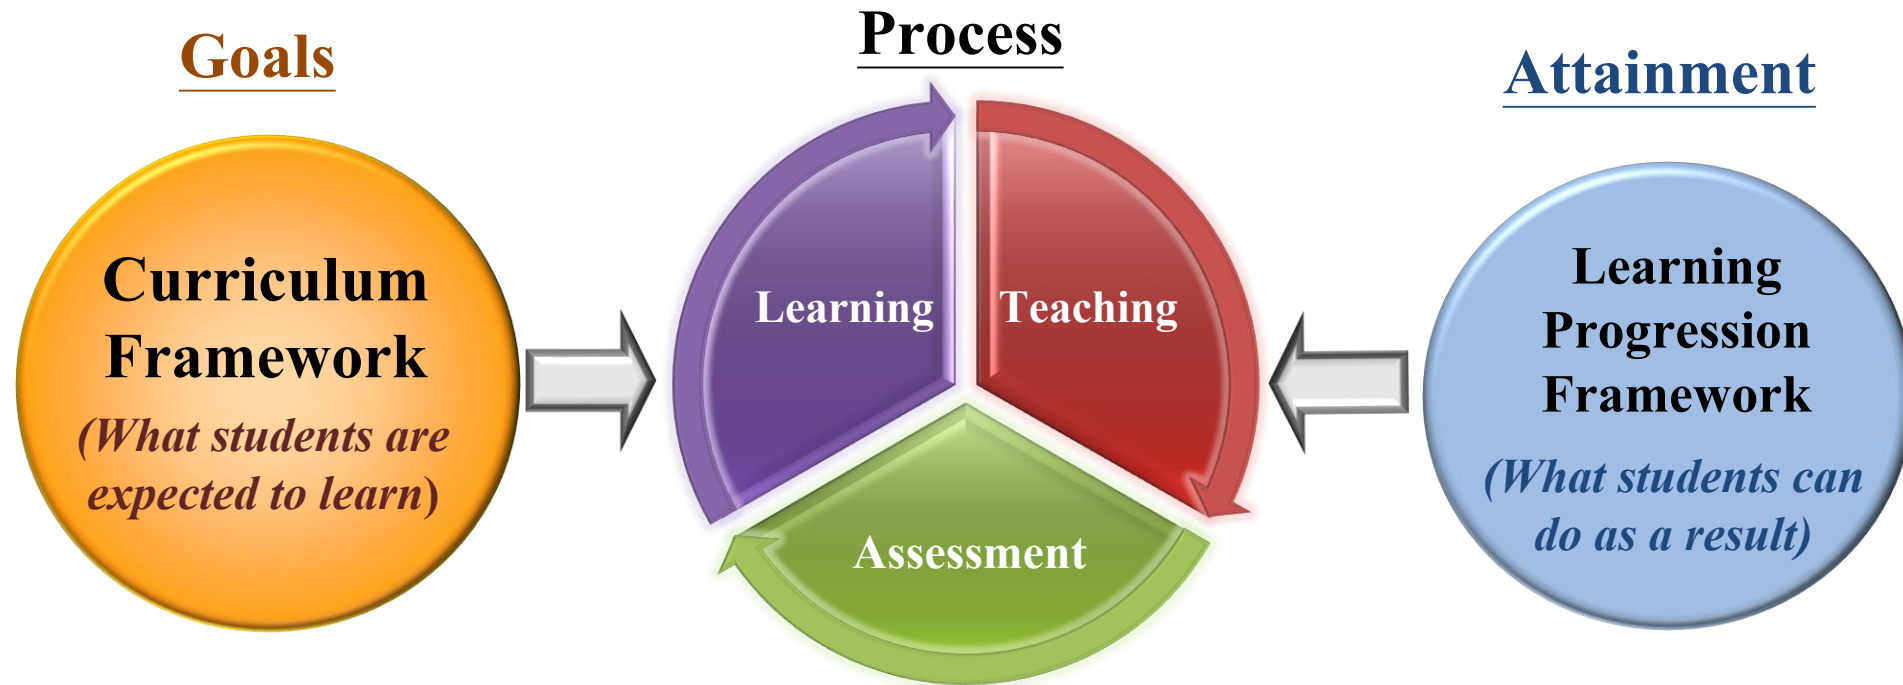 Goals
Curriculum
Framework
(What students are
expected to learn)
Process
Learning
Teaching
Assessment
Attainment
Learning
Progression
Framework
(What students can
do as a result)